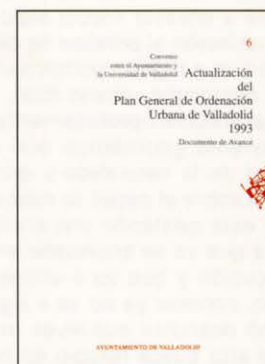 6
Convenio
entre el Ayuntamiento y
la Universidad de Valladolid
Actualización
del
Plan General de Ordenación
Urbana de Valladolid
1993
Documento de Avance
AYUNTAMIENTO DE VALLADOLID